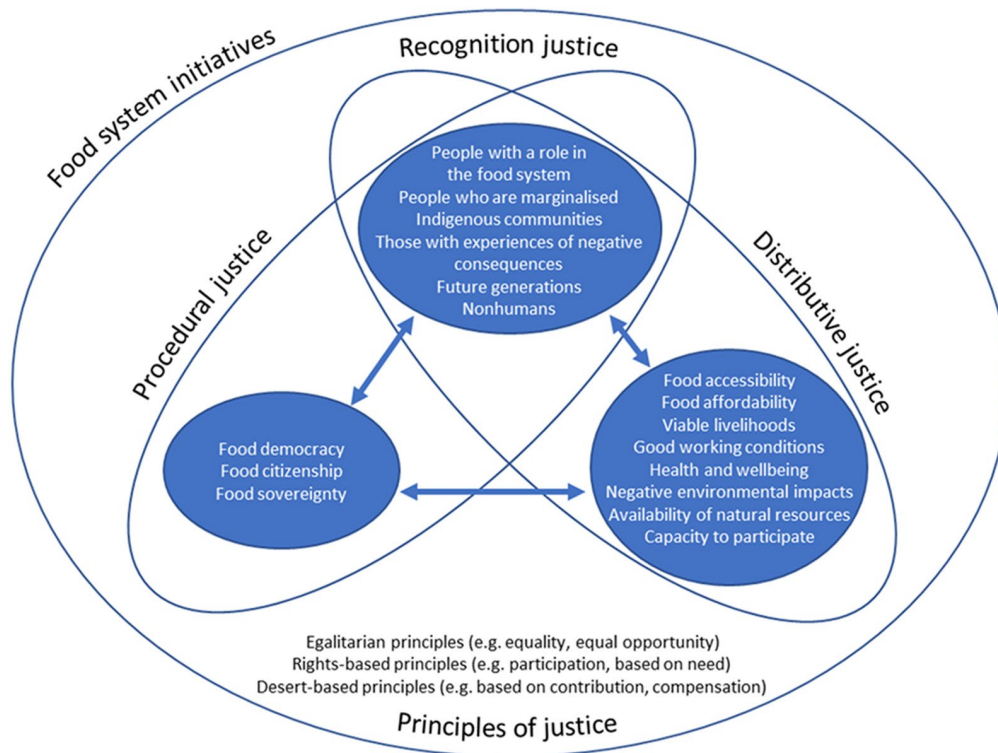 Food system initiatives
Recognition justice
Procedural justice
Distributive justice
People with a role in
the food system
People who are marginalised
Indigenous communities
Those with experiences of negative
consequences
Future generations
Nonhumans
Food democracy
Food citizenship
Food sovereignty
Food accessibility
Food affordability
Viable livelihoods
Good working conditions
Health and wellbeing
Negative environmental impacts
Availability of natural resources
Capacity to participate
Egalitarian principles (e.g. equality, equal opportunity)
Rights-based principles (e.g. participation, based on need)
Desert-based principles (e.g. based on contribution, compensation)
Principles of justice